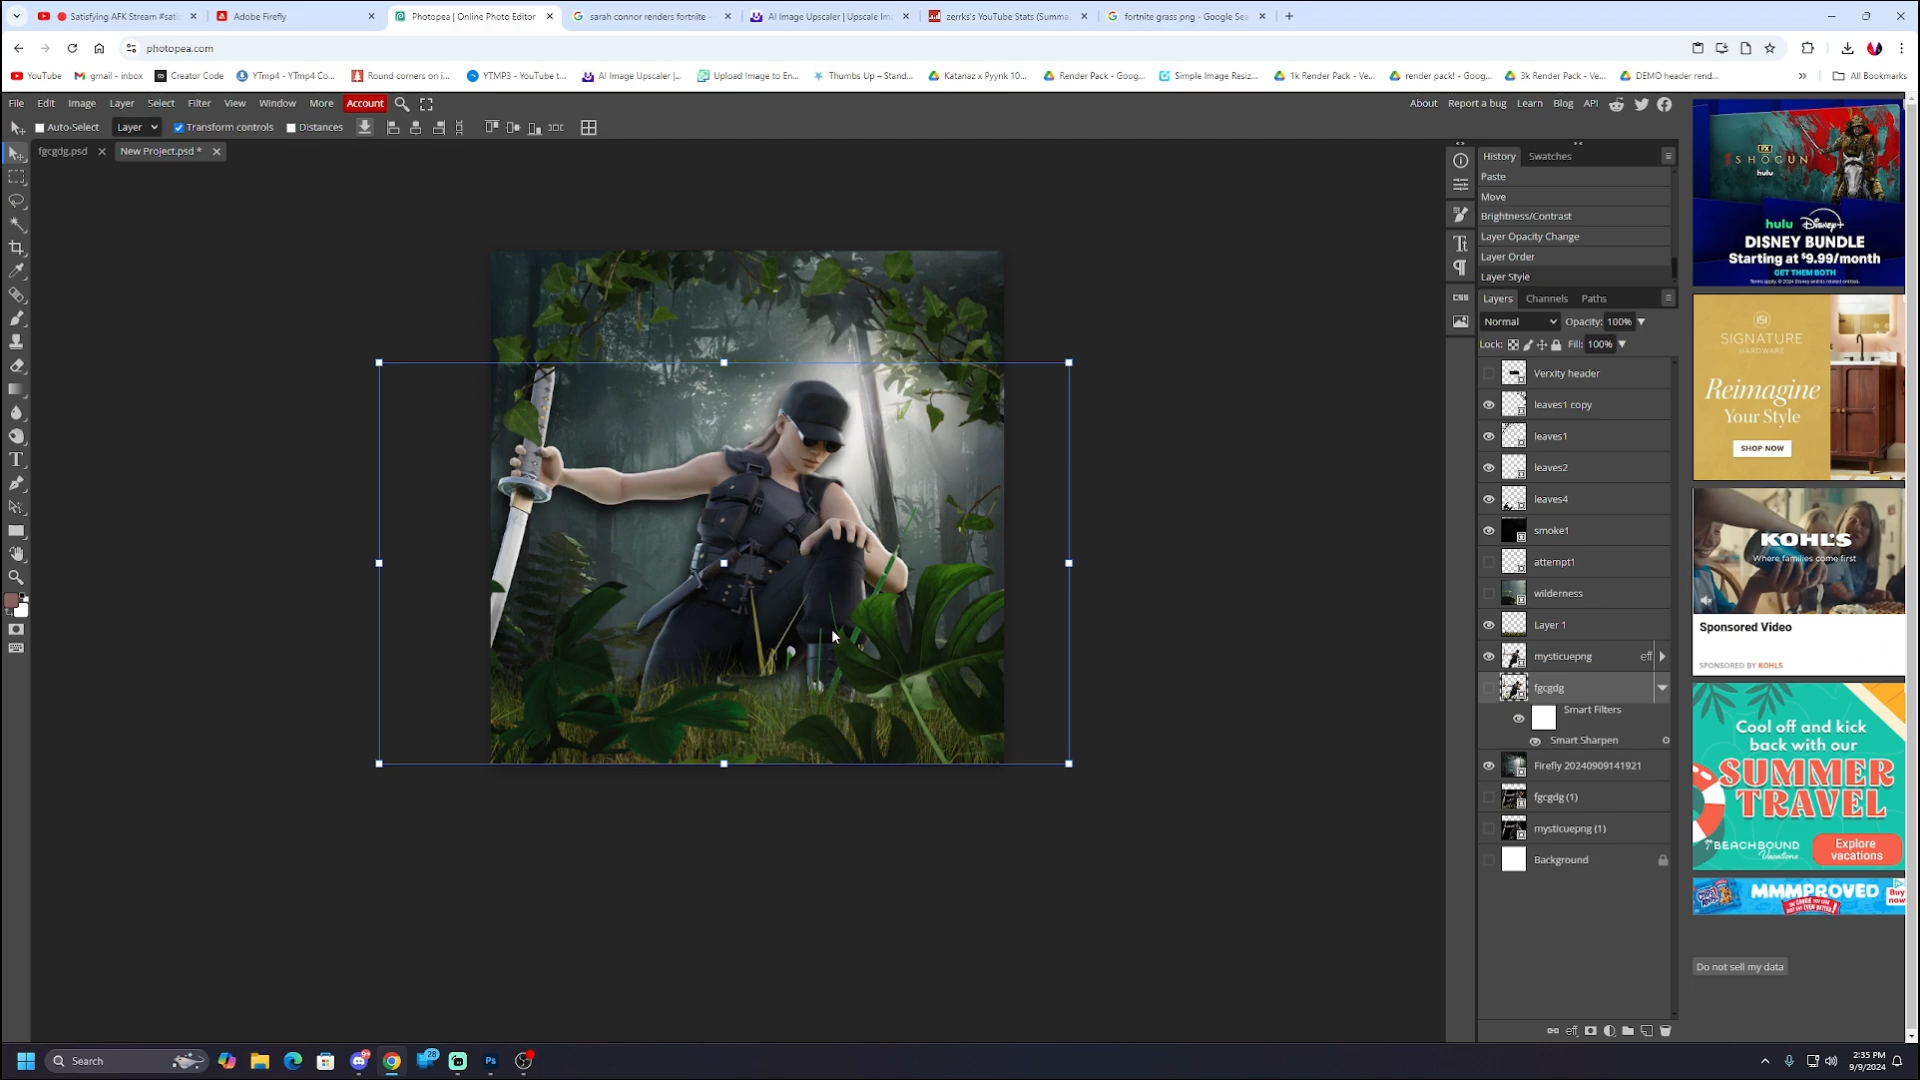 Satisfying AFK Stream #sati
Adobe Firefly
Photopea | Online Photo Editor
sarah connor renders fortnite -
AI Image Upscaler | Upscale Im
zerrks's YouTube Stats (Summa
fortnite grass png - Google Sea
photopea.com
YouTube
gmail - inbox
Creator Code
YTmp4 - YTmp4 Co...
Round corners on i...
YTMP3 - YouTube t...
AI Image Upscaler |...
Upload Image to En...
Thumbs Up – Stand...
Katanaz x Pyynk 10...
Render Pack - Goog...
Simple Image Resiz...
1k Render Pack - Ve...
render pack! - Goog...
3k Render Pack - Ve...
DEMO header rend...
All Bookmarks
File Edit Image Layer Select Filter View Window More Account
About Report a bug Learn Blog API
Auto-Select Layer Transform controls Distances
fgcgdg.psd
New Project.psd *
History Swatches
Paste
Move
Brightness/Contrast
Layer Opacity Change
Layer Order
Layer Style
Layers Channels Paths
Normal Opacity: 100%
Lock: Fill: 100%
CSS
Verxity header
leaves1 copy
leaves1
leaves2
leaves4
smoke1
attempt1
wilderness
Layer 1
mysticuepng eff
fgcgdg
Smart Filters
Smart Sharpen
Firefly 20240909141921
fgcgdg (1)
mysticuepng (1)
Background
eff
FX
SHŌGUN
hulu
hulu Disney+
DISNEY BUNDLE
Starting at $9.99/month
GET THEM BOTH
SIGNATURE
HARDWARE
Reimagine
Your Style
SHOP NOW
KOHL'S
Where families come first
Sponsored Video
SPONSORED BY KOHLS
Cool off and kick
back with our
SUMMER
TRAVEL
BEACHBOUND
Vacations
Explore
vacations
MMMPROVED
Buy
now
Do not sell my data
Search
28
Ps
2:35 PM
9/9/2024